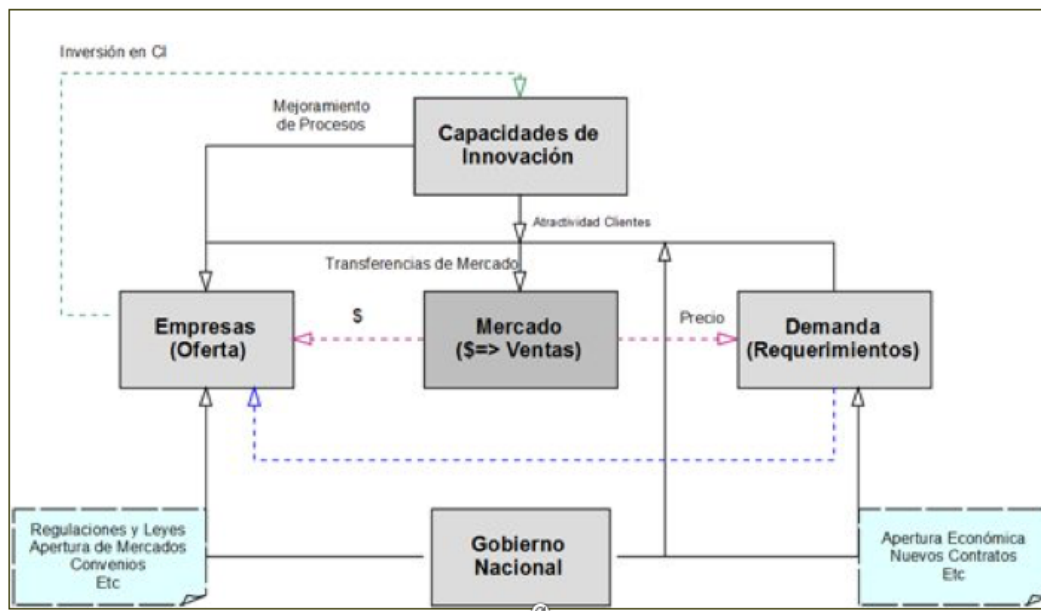 Inversión en CI
Mejoramiento
de Procesos
Capacidades de
Innovación
Atractividad Clientes
Transferencias de Mercado
Empresas
(Oferta)
$
Mercado
($=> Ventas)
Precio
Demanda
(Requerimientos)
Regulaciones y Leyes
Apertura de Mercados
Convenios
Etc
Gobierno
Nacional
Apertura Económica
Nuevos Contratos
Etc